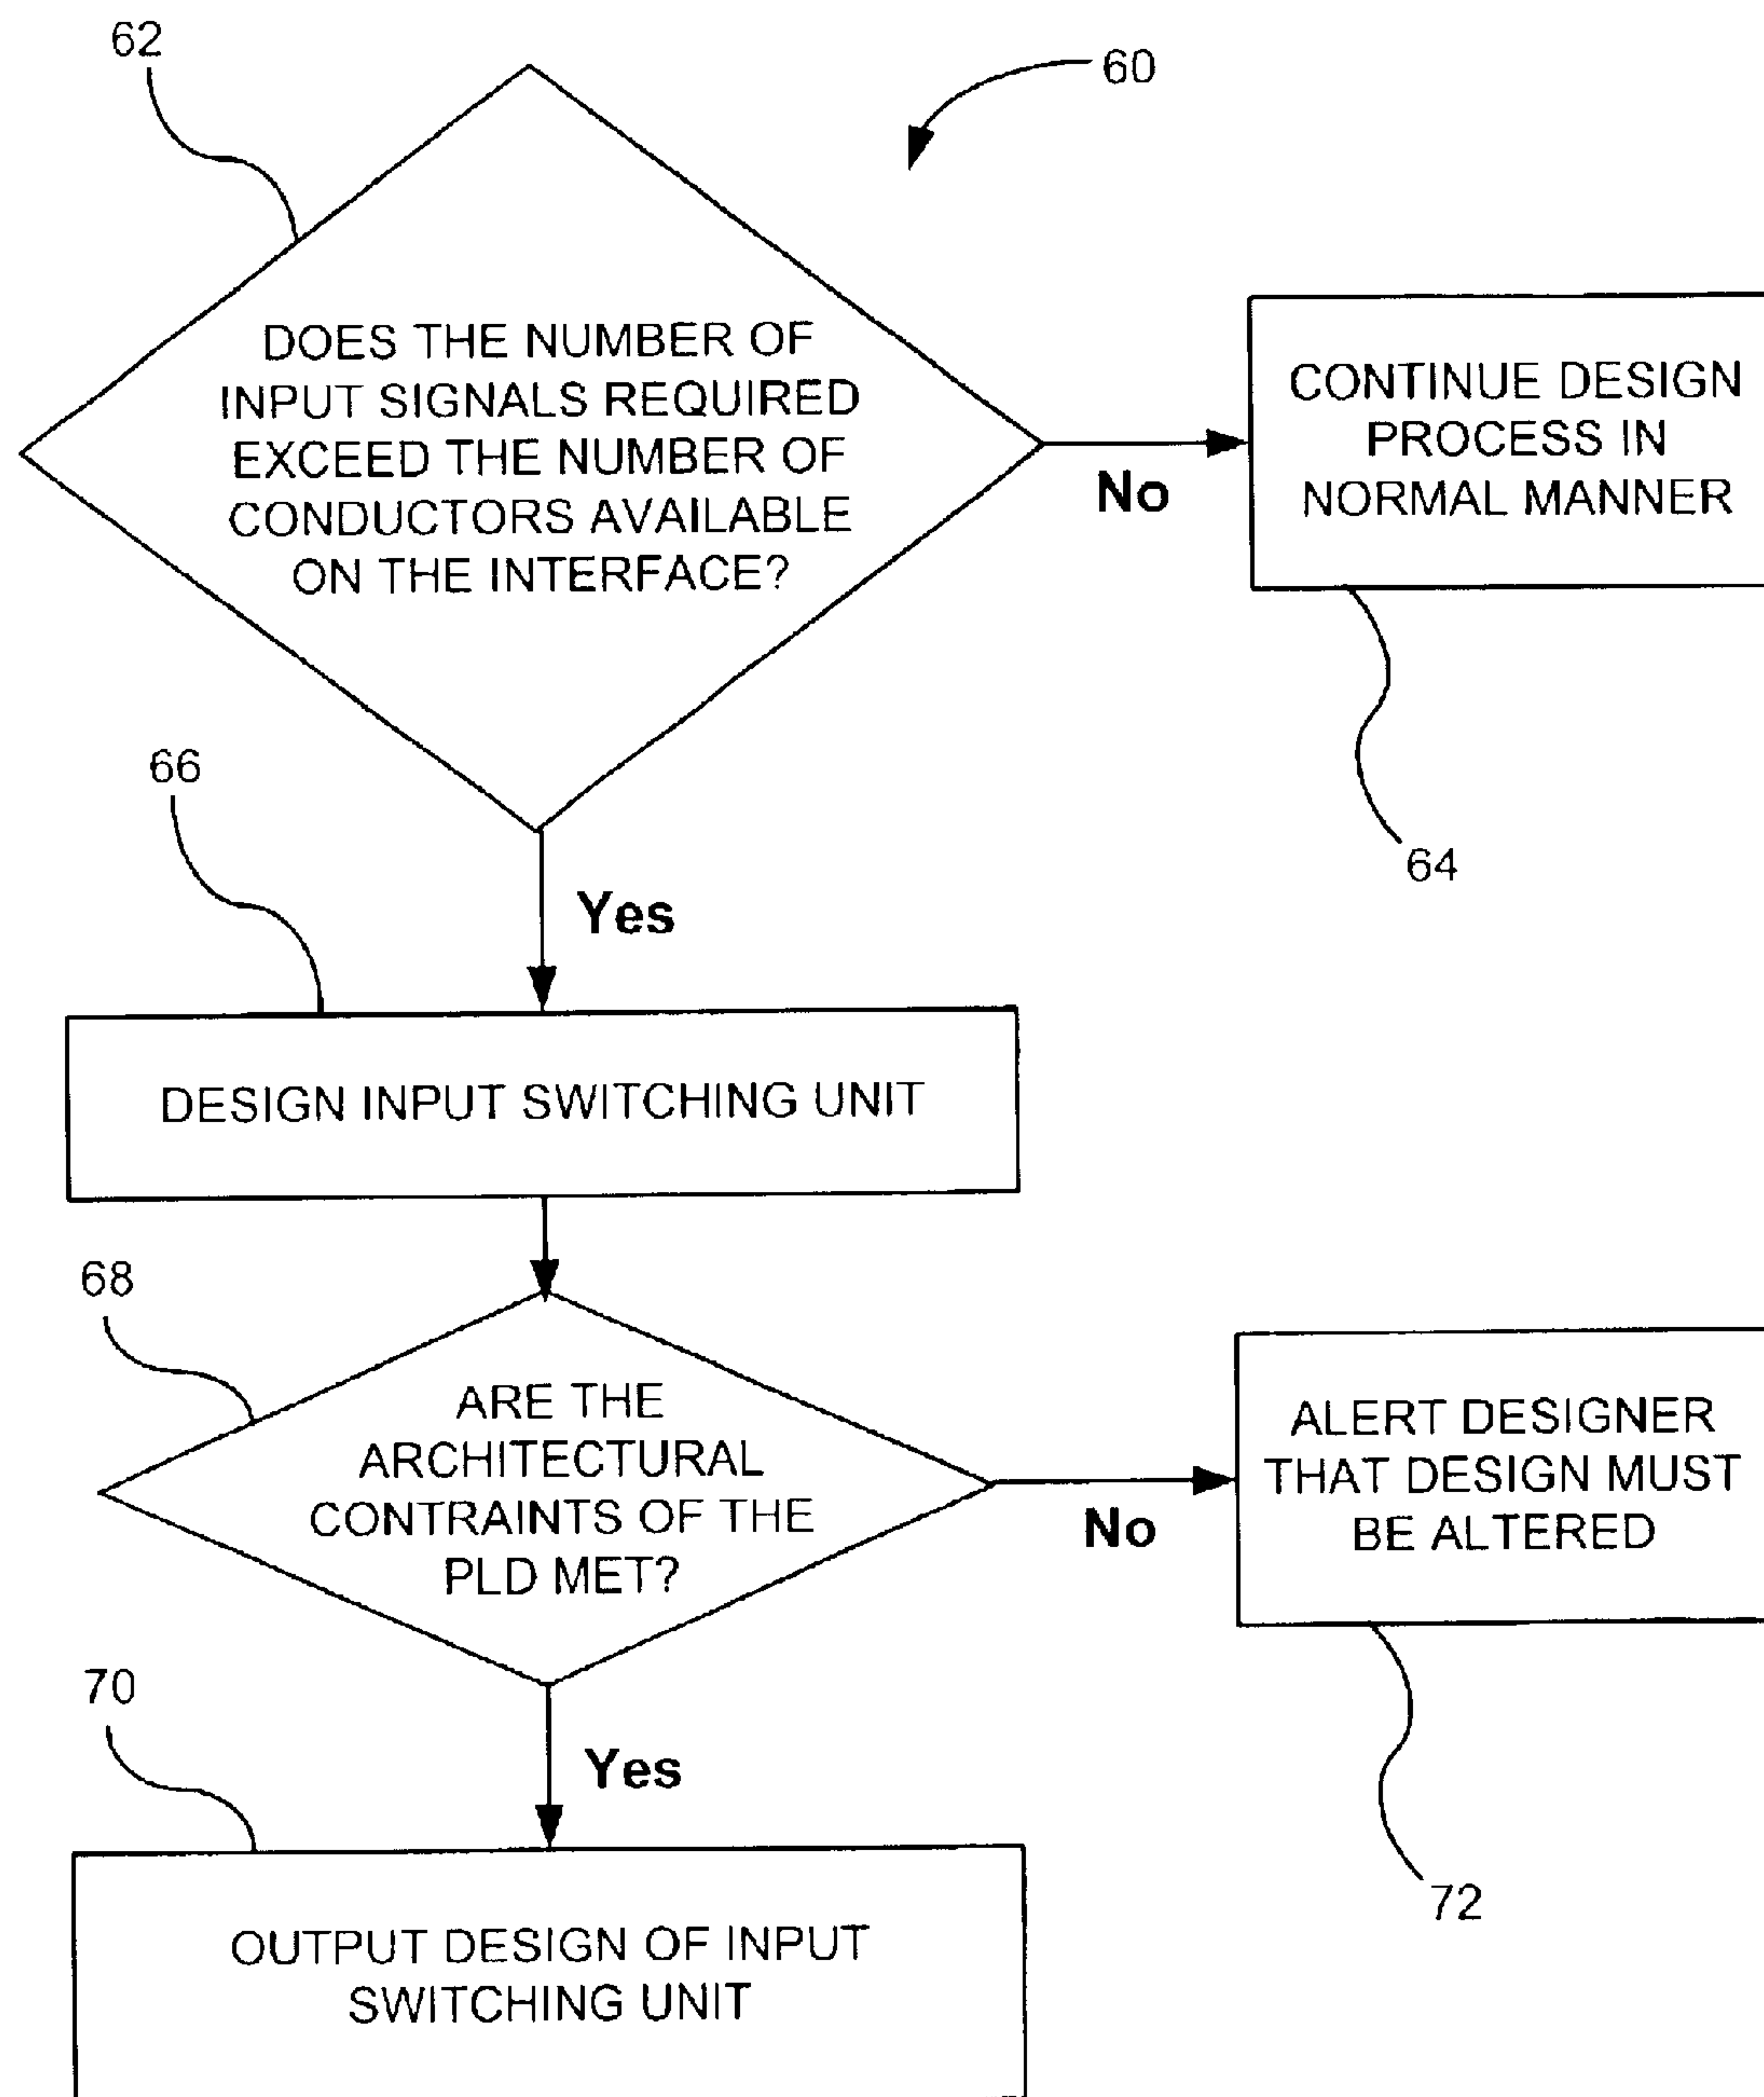 62
60
DOES THE NUMBER OF
INPUT SIGNALS REQUIRED
EXCEED THE NUMBER OF
CONDUCTORS AVAILABLE
ON THE INTERFACE?
No
CONTINUE DESIGN
PROCESS IN
NORMAL MANNER
64
66
Yes
DESIGN INPUT SWITCHING UNIT
68
ARE THE
ARCHITECTURAL
CONTRAINTS OF THE
PLD MET?
No
ALERT DESIGNER
THAT DESIGN MUST
BE ALTERED
72
70
Yes
OUTPUT DESIGN OF INPUT
SWITCHING UNIT